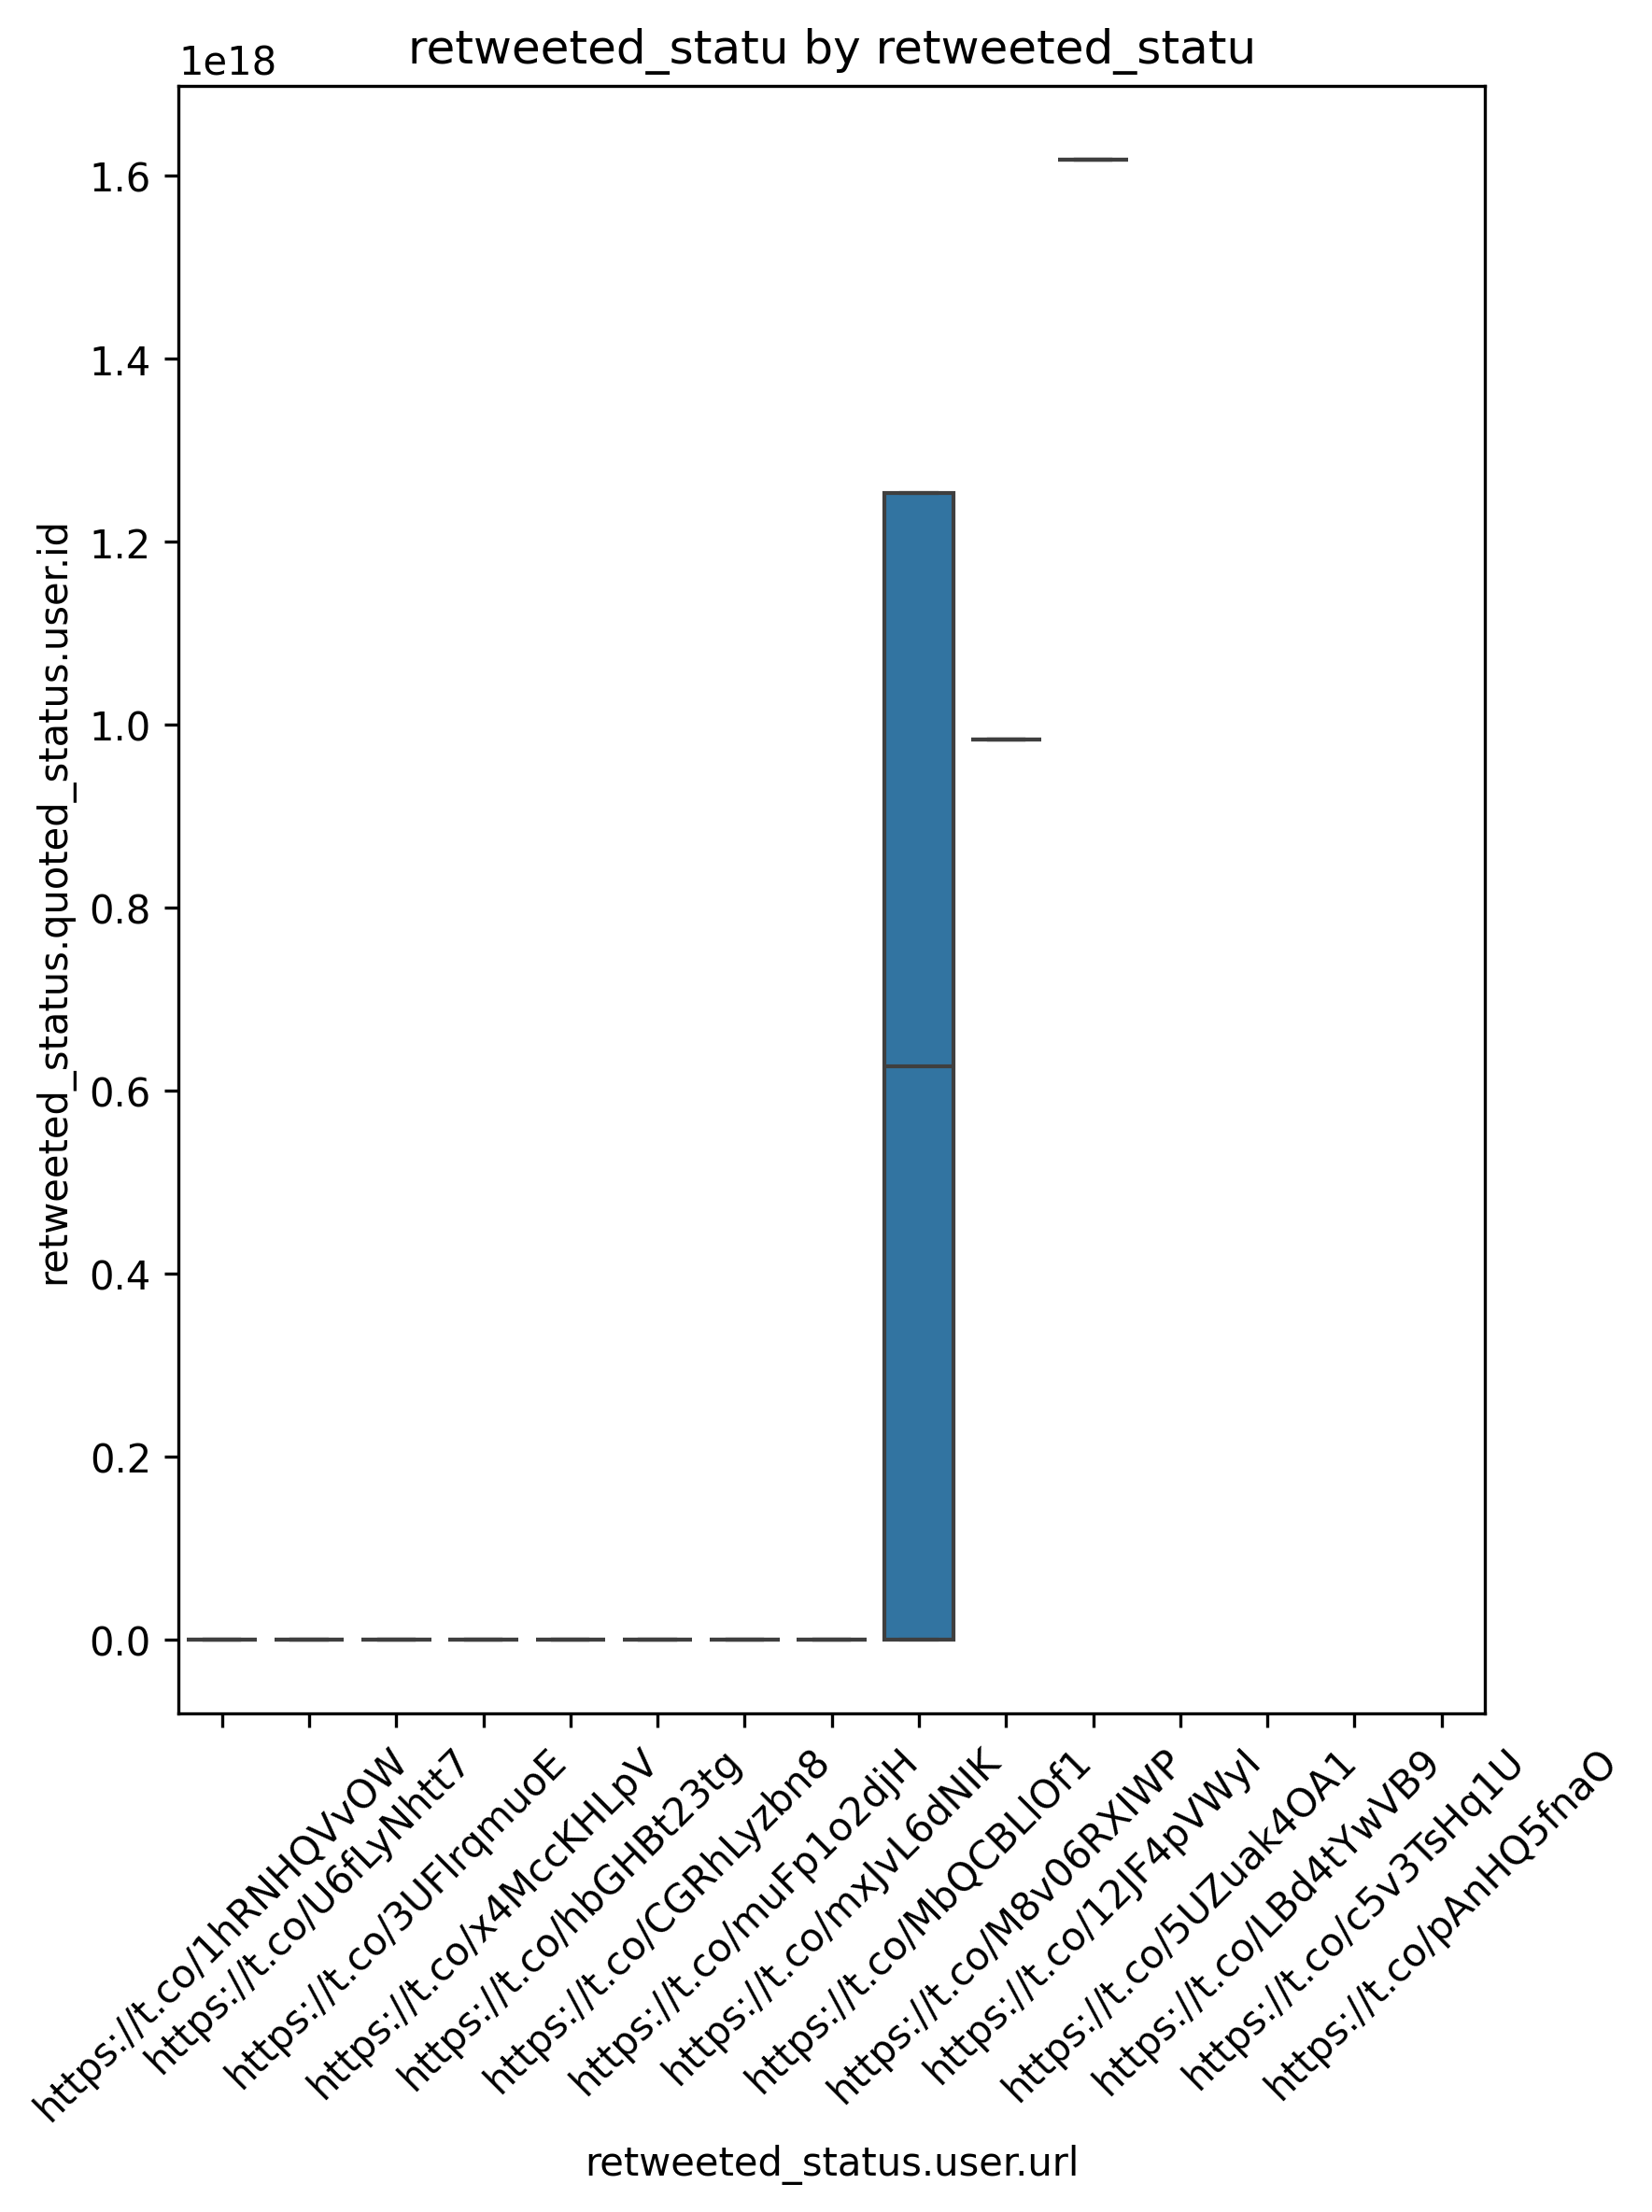 retweeted_statu by retweeted_statu
1e18
1.6
1.4
1.2
1.0
0.8
0.6
0.4
0.2
0.0
retweeted_status.quoted_status.user.id
https://t.co/1hRNHQVvOW
https://t.co/U6fLyNhtt7
https://t.co/3UFlrqmuoE
https://t.co/x4MccKHLpV
https://t.co/hbGHBt23tg
https://t.co/CGRhLyzbn8
https://t.co/muFp1o2djH
https://t.co/mxJvL6dNlK
https://t.co/MbQCBLlOf1
https://t.co/M8v06RXlWP
https://t.co/12JF4pVWyl
https://t.co/5UZuak4OA1
https://t.co/LBd4tYwVB9
https://t.co/c5v3TsHq1U
https://t.co/pAnHQ5fnaO
retweeted_status.user.url